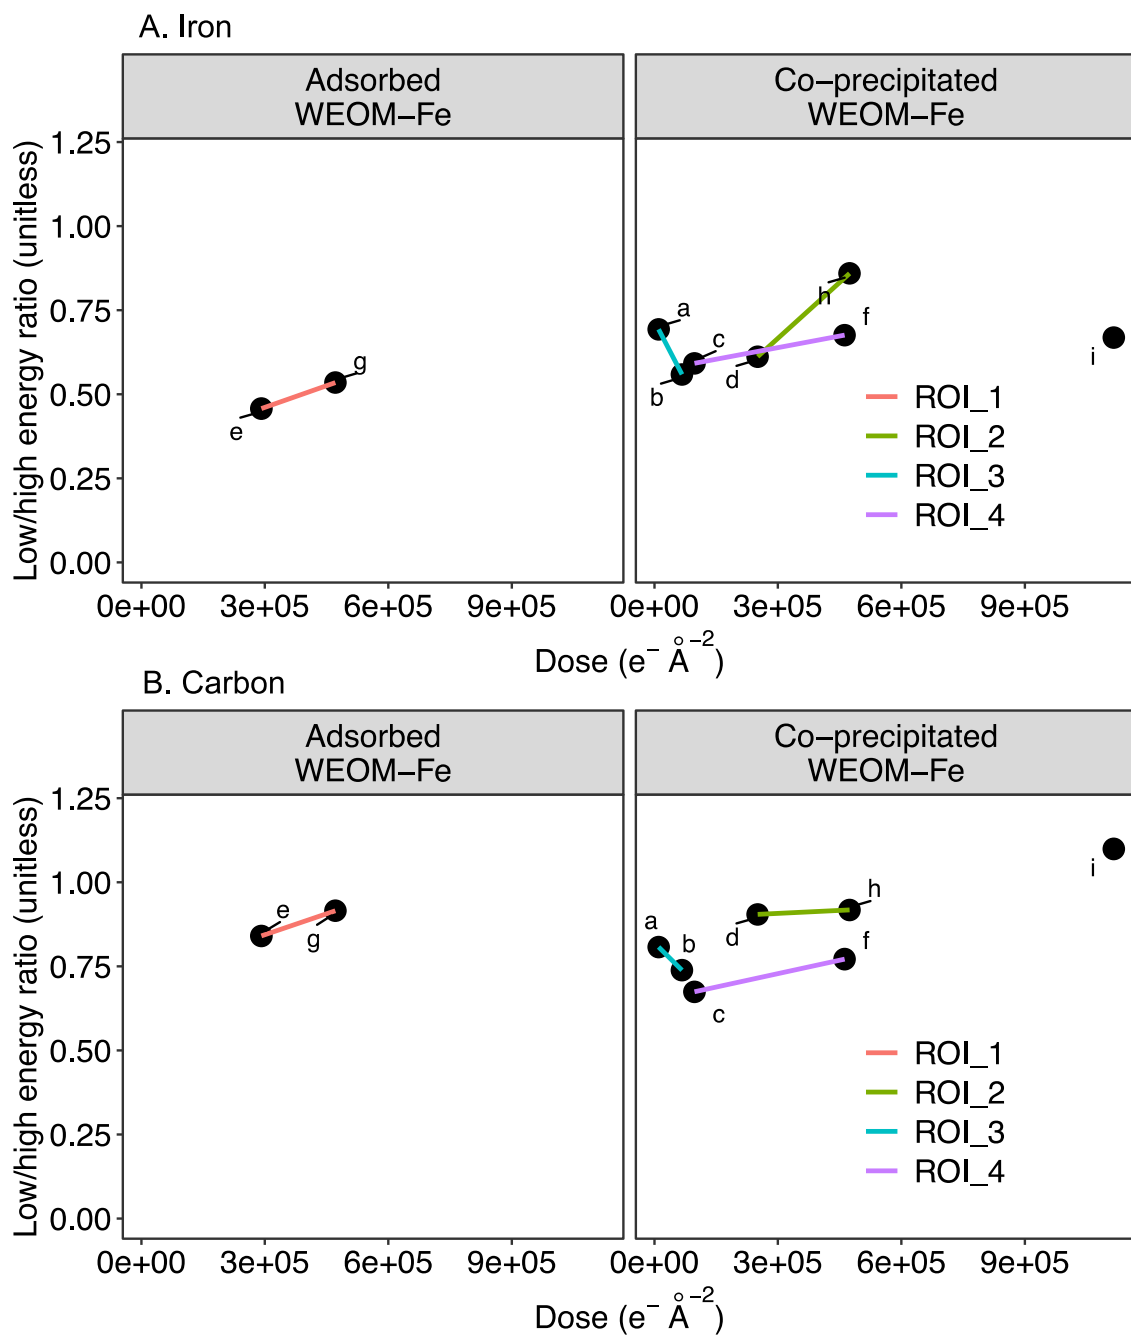 A. Iron
Adsorbed
WEOM−Fe
Co−precipitated
WEOM−Fe
Low/high energy ratio (unitless)
1.25
1.00
0.75
0.50
0.25
0.00
e
g
a
b
c
d
h
f
i
ROI_1
ROI_2
ROI_3
ROI_4
0e+00 3e+05 6e+05 9e+05
0e+00 3e+05 6e+05 9e+05
Dose (e⁻ Å⁻²)
B. Carbon
Adsorbed
WEOM−Fe
Co−precipitated
WEOM−Fe
Low/high energy ratio (unitless)
1.25
1.00
0.75
0.50
0.25
0.00
e
g
a
b
c
d
h
f
i
ROI_1
ROI_2
ROI_3
ROI_4
0e+00 3e+05 6e+05 9e+05
0e+00 3e+05 6e+05 9e+05
Dose (e⁻ Å⁻²)